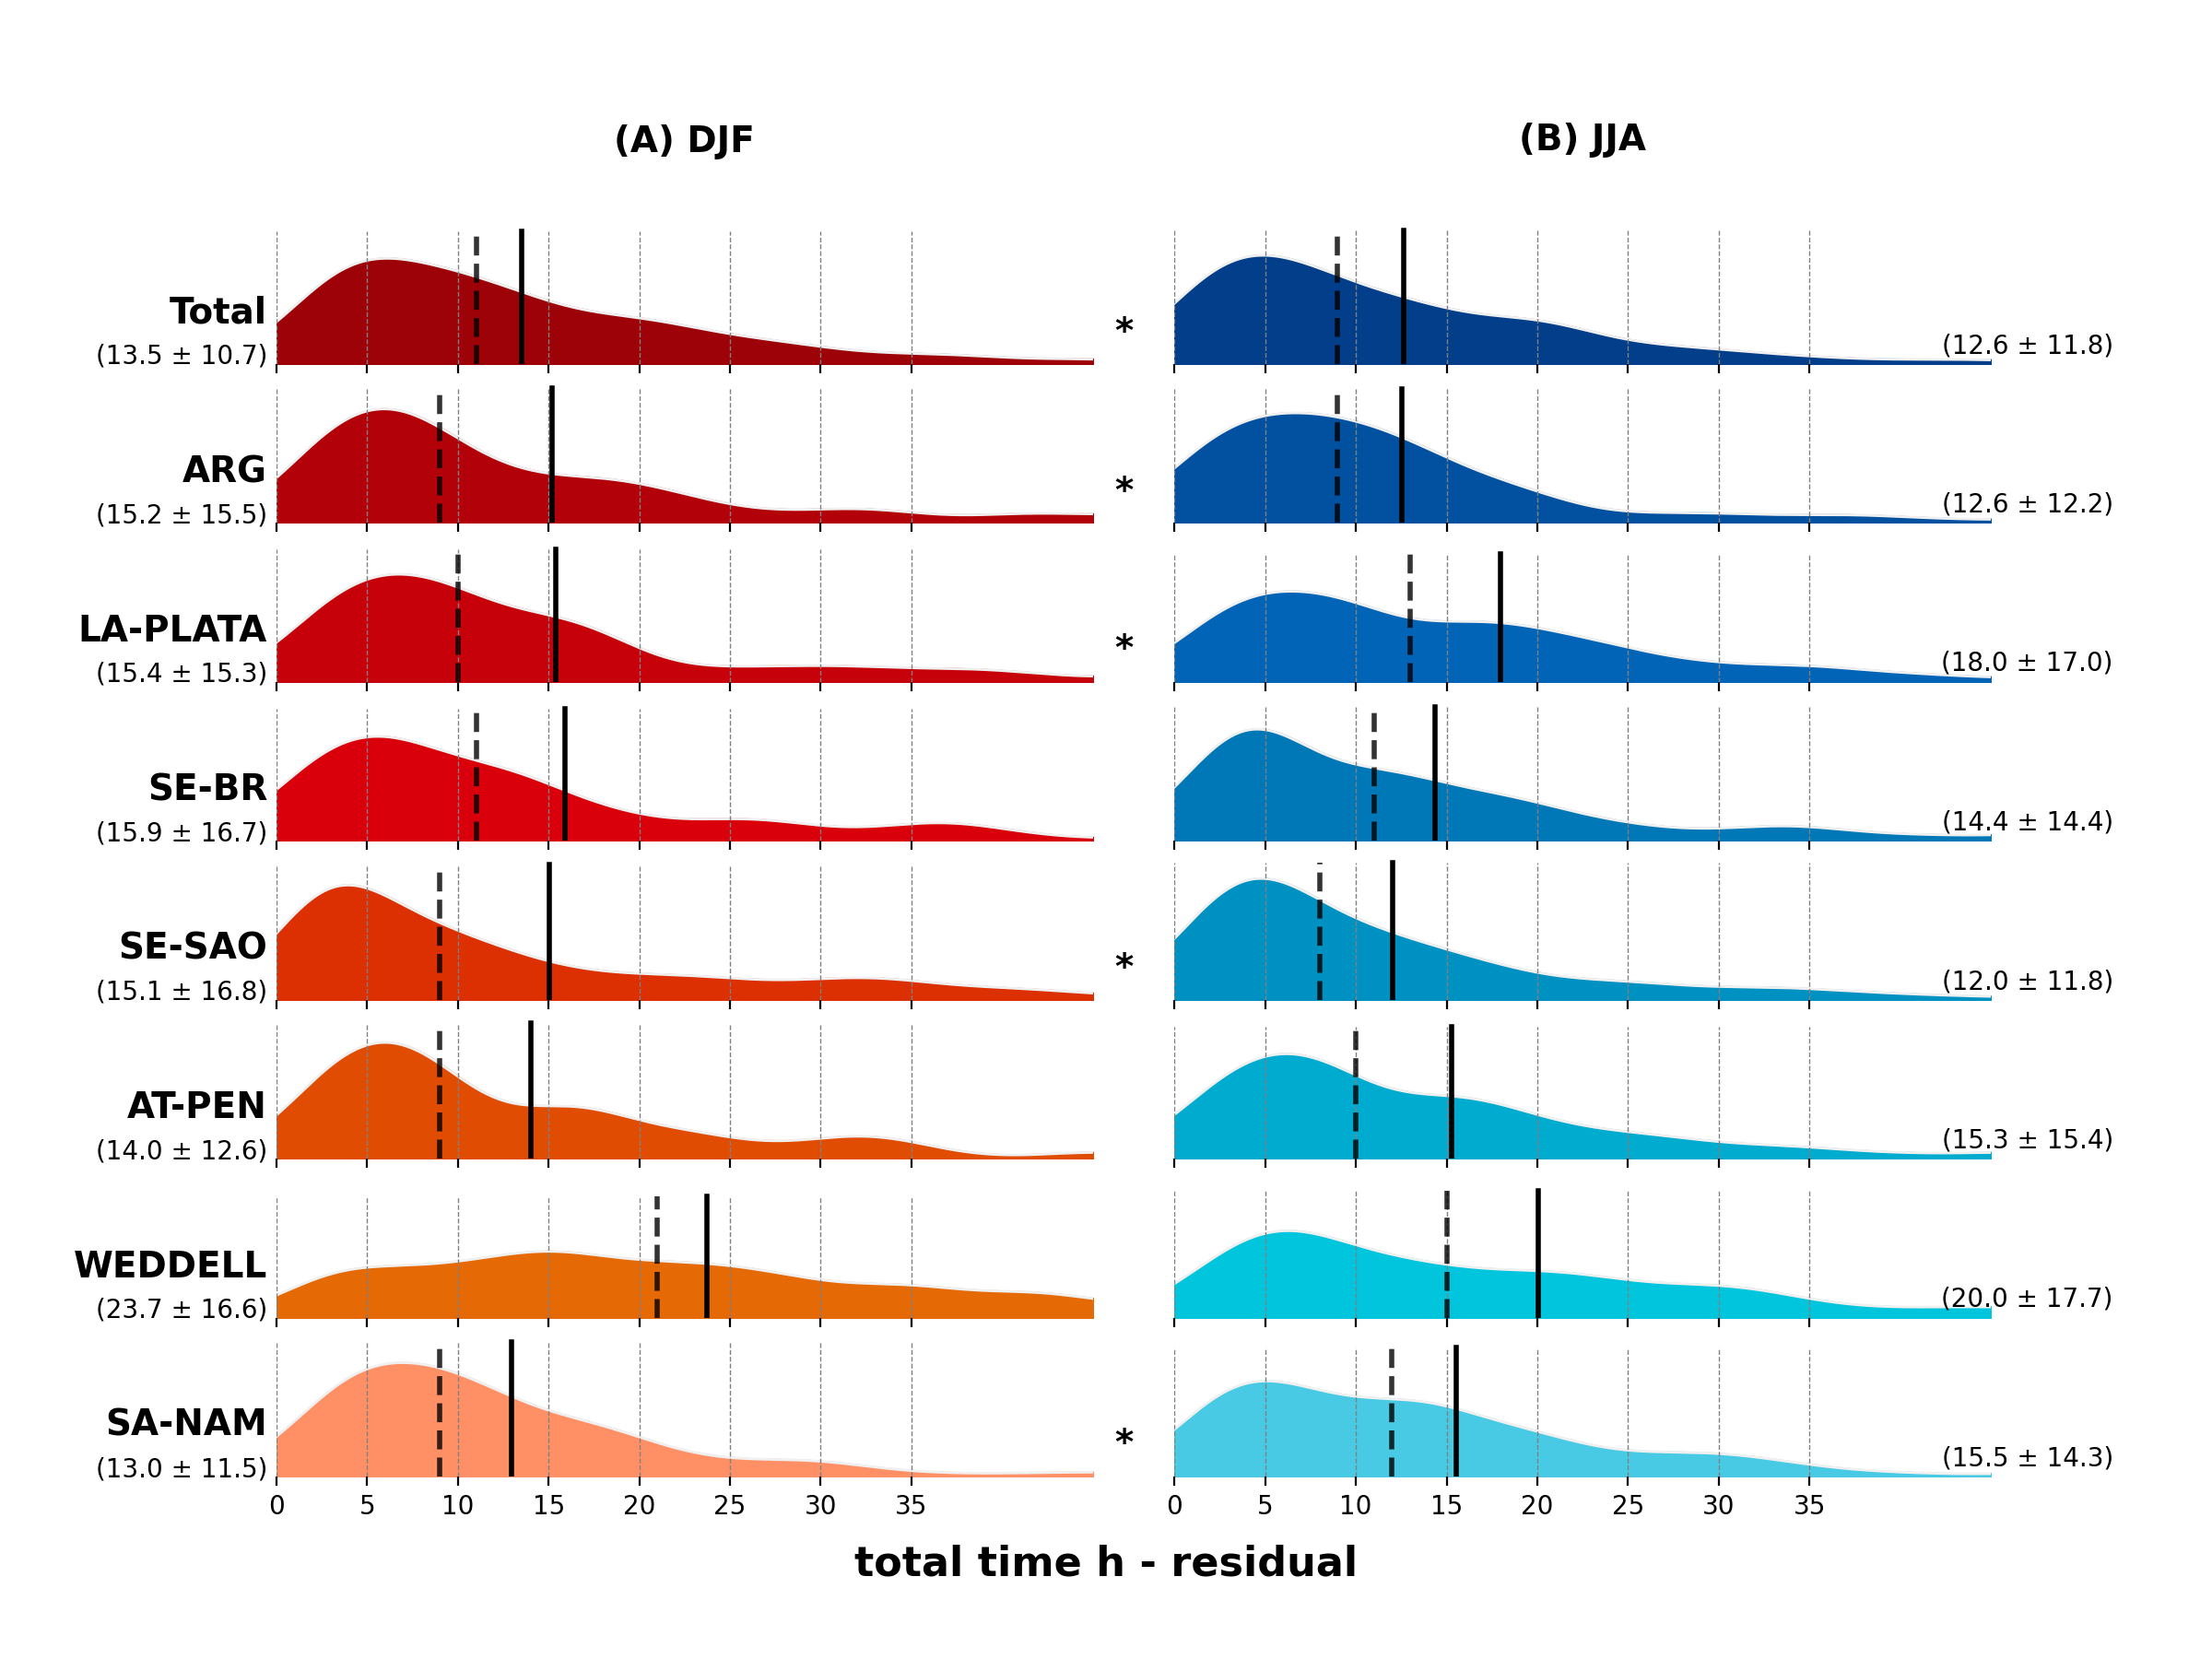 (A) DJF
(B) JJA
Total
(13.5 ± 10.7)
*
(12.6 ± 11.8)
ARG
(15.2 ± 15.5)
*
(12.6 ± 12.2)
LA-PLATA
(15.4 ± 15.3)
*
(18.0 ± 17.0)
SE-BR
(15.9 ± 16.7)
(14.4 ± 14.4)
SE-SAO
(15.1 ± 16.8)
*
(12.0 ± 11.8)
AT-PEN
(14.0 ± 12.6)
(15.3 ± 15.4)
WEDDELL
(23.7 ± 16.6)
(20.0 ± 17.7)
SA-NAM
(13.0 ± 11.5)
*
(15.5 ± 14.3)
0 5 10 15 20 25 30 35
0 5 10 15 20 25 30 35
total time h - residual